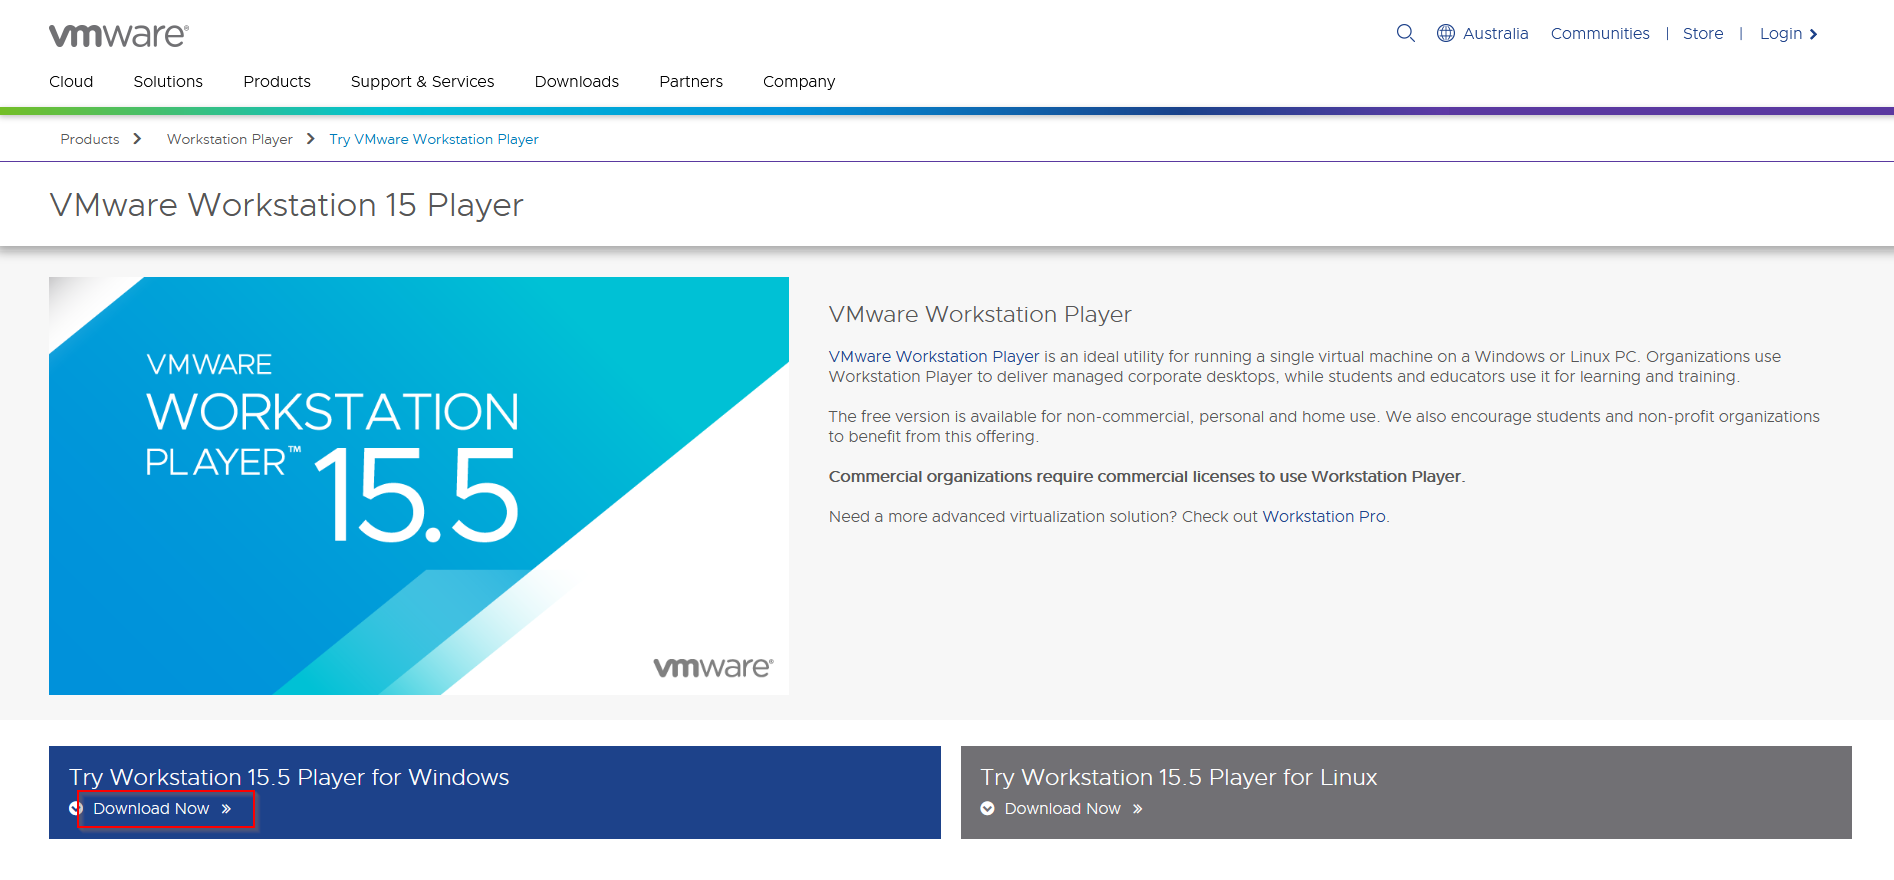 vmware®
Australia Communities | Store | Login
Cloud Solutions Products Support & Services Downloads Partners Company
Products Workstation Player Try VMware Workstation Player
VMware Workstation 15 Player
VMWARE
WORKSTATION
PLAYER™ 15.5
vmware®
VMware Workstation Player
VMware Workstation Player is an ideal utility for running a single virtual machine on a Windows or Linux PC. Organizations use
Workstation Player to deliver managed corporate desktops, while students and educators use it for learning and training.
The free version is available for non-commercial, personal and home use. We also encourage students and non-profit organizations
to benefit from this offering.
Commercial organizations require commercial licenses to use Workstation Player.
Need a more advanced virtualization solution? Check out Workstation Pro.
Try Workstation 15.5 Player for Windows
Download Now »
Try Workstation 15.5 Player for Linux
Download Now »